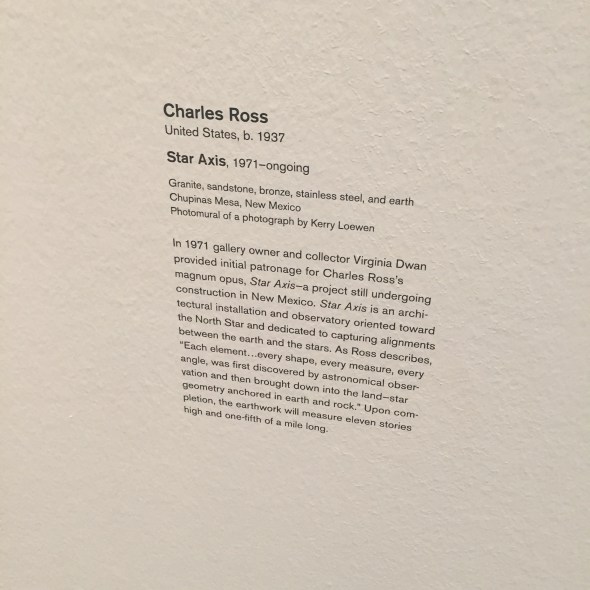 Charles Ross
United States, b. 1937
Star Axis, 1971–ongoing
Granite, sandstone, bronze, stainless steel, and earth
Chupinas Mesa, New Mexico
Photomural of a photograph by Kerry Loewen
In 1971 gallery owner and collector Virginia Dwan
provided initial patronage for Charles Ross's
magnum opus, Star Axis—a project still undergoing
construction in New Mexico. Star Axis is an archi-
tectural installation and observatory oriented toward
the North Star and dedicated to capturing alignments
between the earth and the stars. As Ross describes,
"Each element...every shape, every measure, every
angle, was first discovered by astronomical obser-
vation and then brought down into the land—star
geometry anchored in earth and rock." Upon com-
pletion, the earthwork will measure eleven stories
high and one-fifth of a mile long.